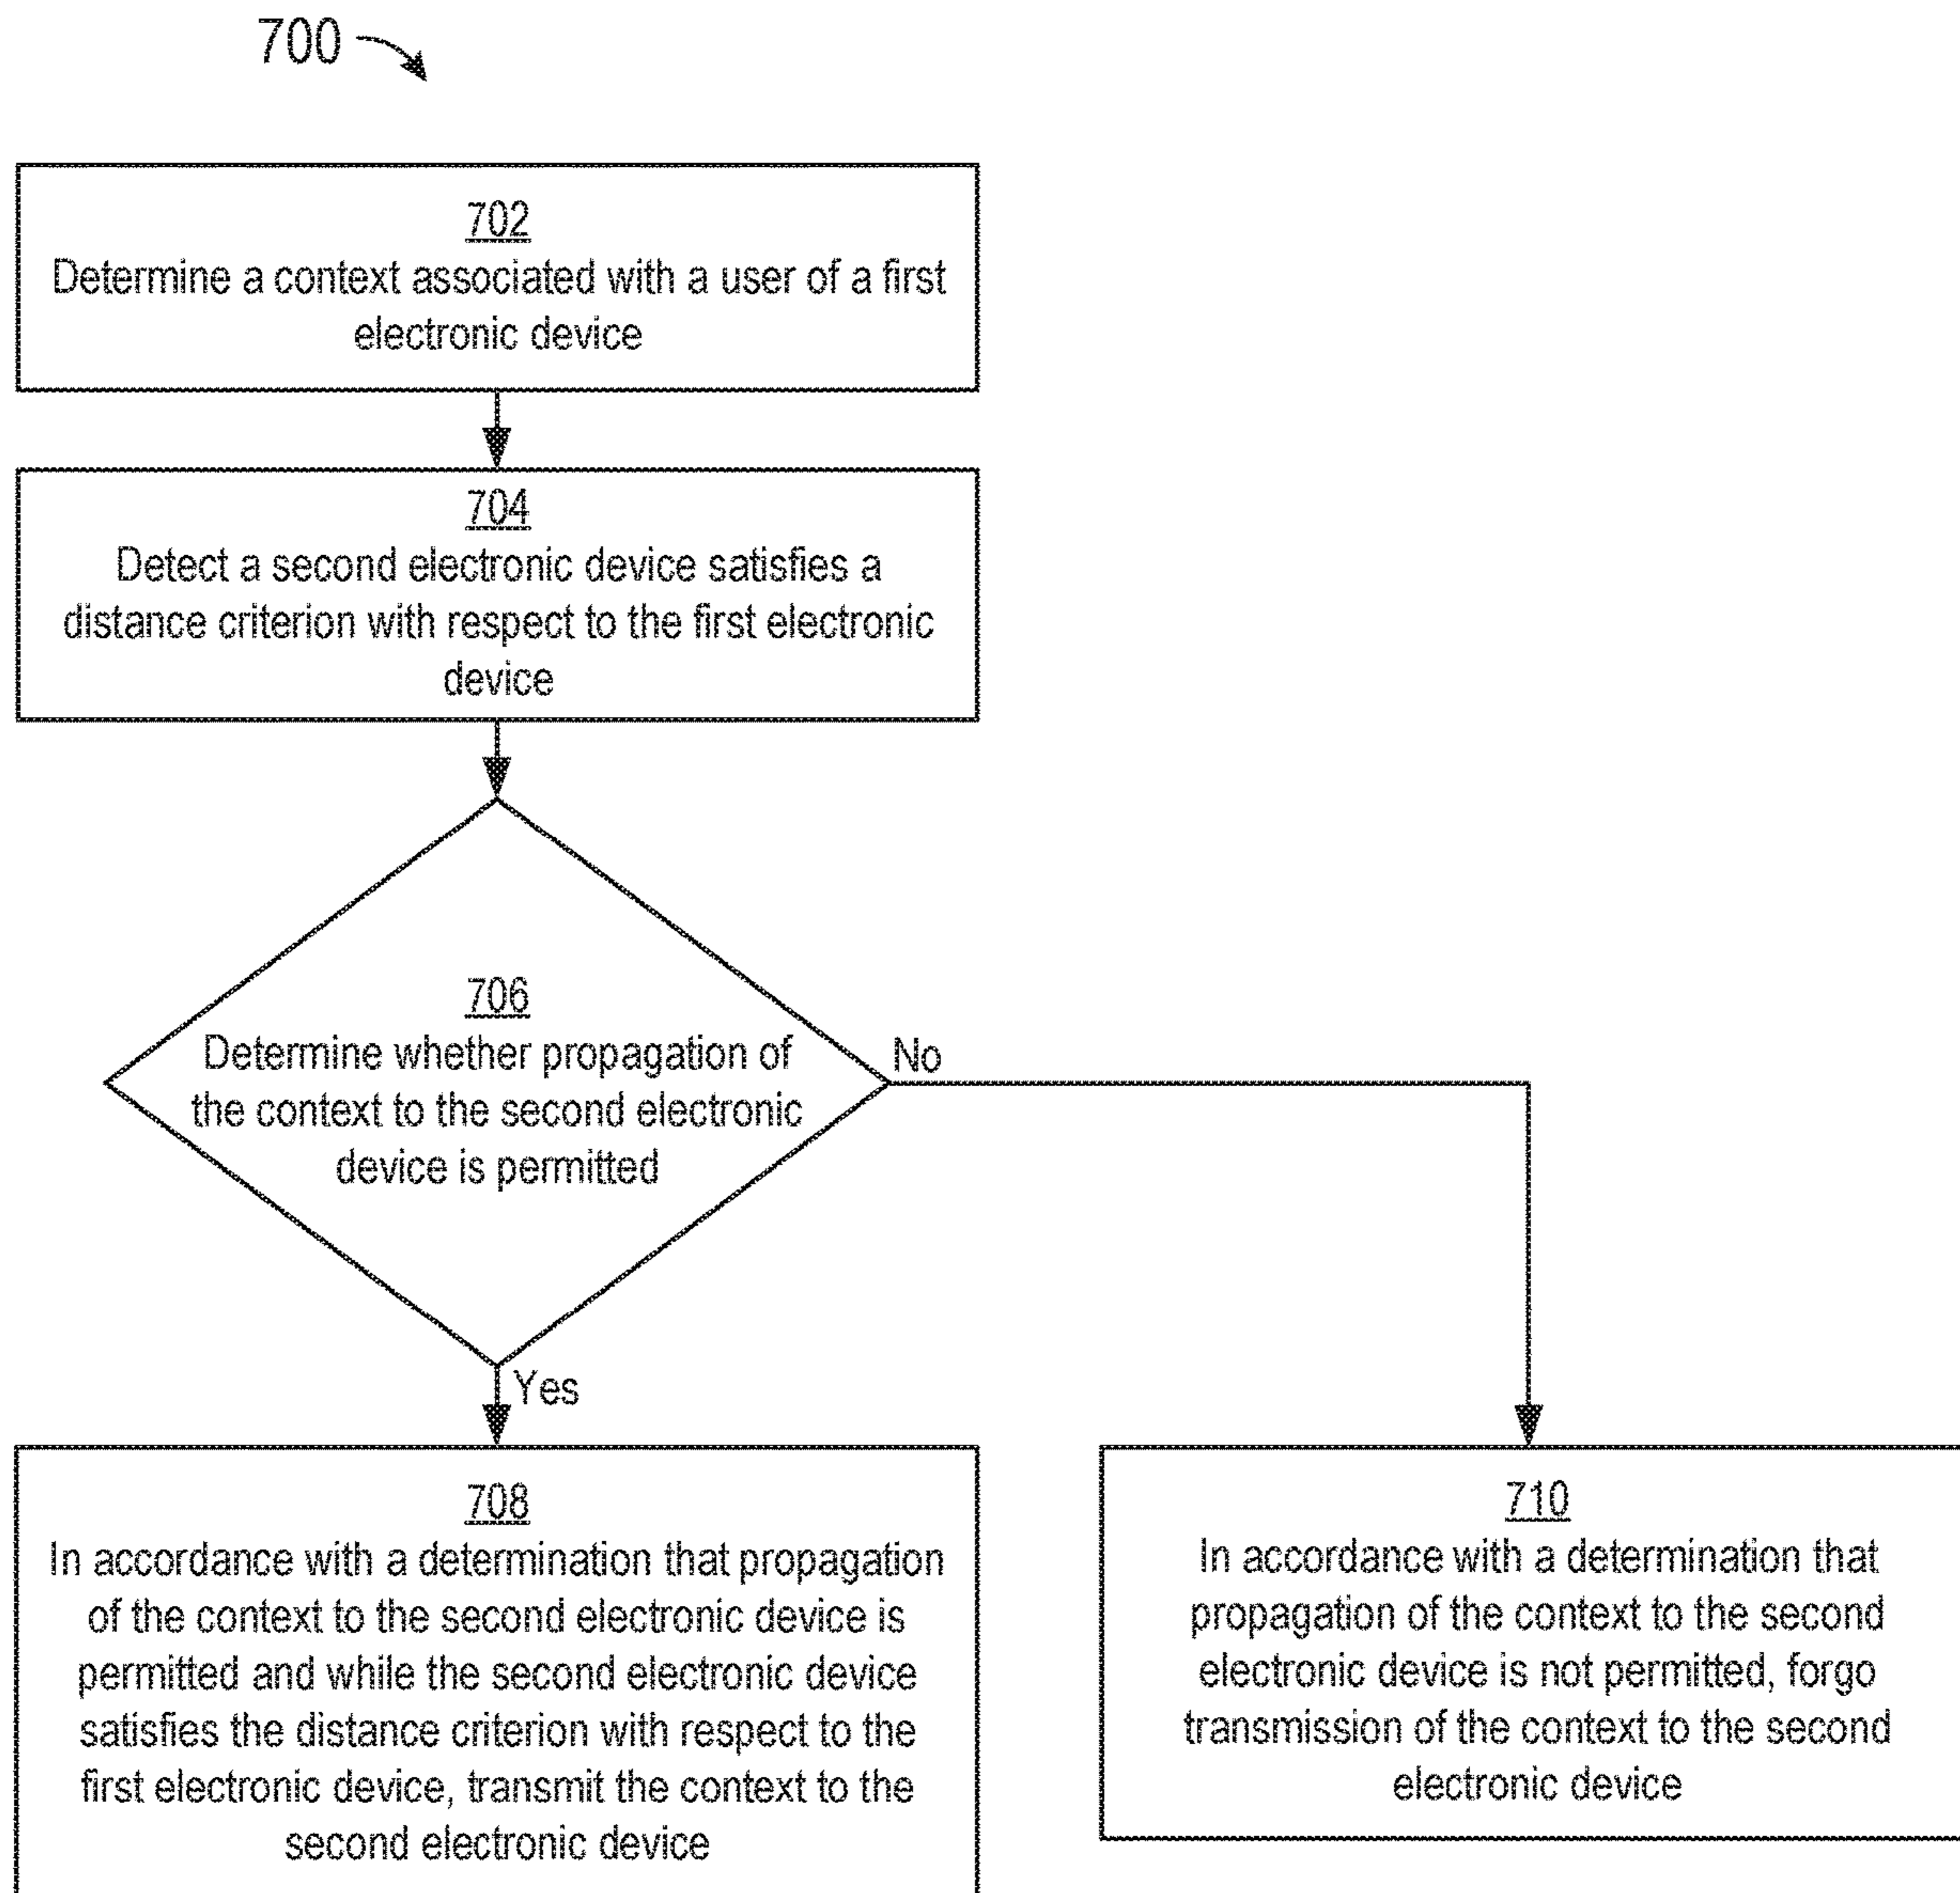 700
702
Determine a context associated with a user of a first
electronic device
704
Detect a second electronic device satisfies a
distance criterion with respect to the first electronic
device
706
Determine whether propagation of
the context to the second electronic
device is permitted
No
Yes
708
In accordance with a determination that propagation
of the context to the second electronic device is
permitted and while the second electronic device
satisfies the distance criterion with respect to the
first electronic device, transmit the context to the
second electronic device
710
In accordance with a determination that
propagation of the context to the second
electronic device is not permitted, forgo
transmission of the context to the second
electronic device